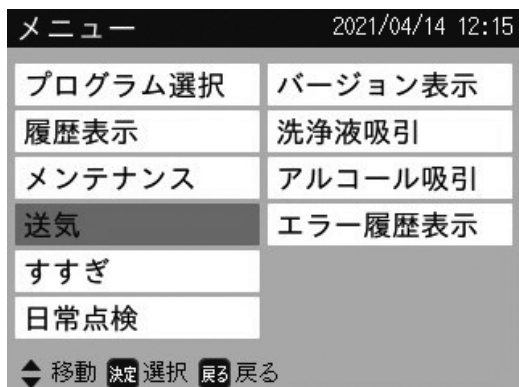 メニュー 2021/04/14 12:15
プログラム選択
履歴表示
メンテナンス
送気
すすぎ
日常点検
バージョン表示
洗浄液吸引
アルコール吸引
エラー履歴表示
移動 決定 選択 戻る 戻る